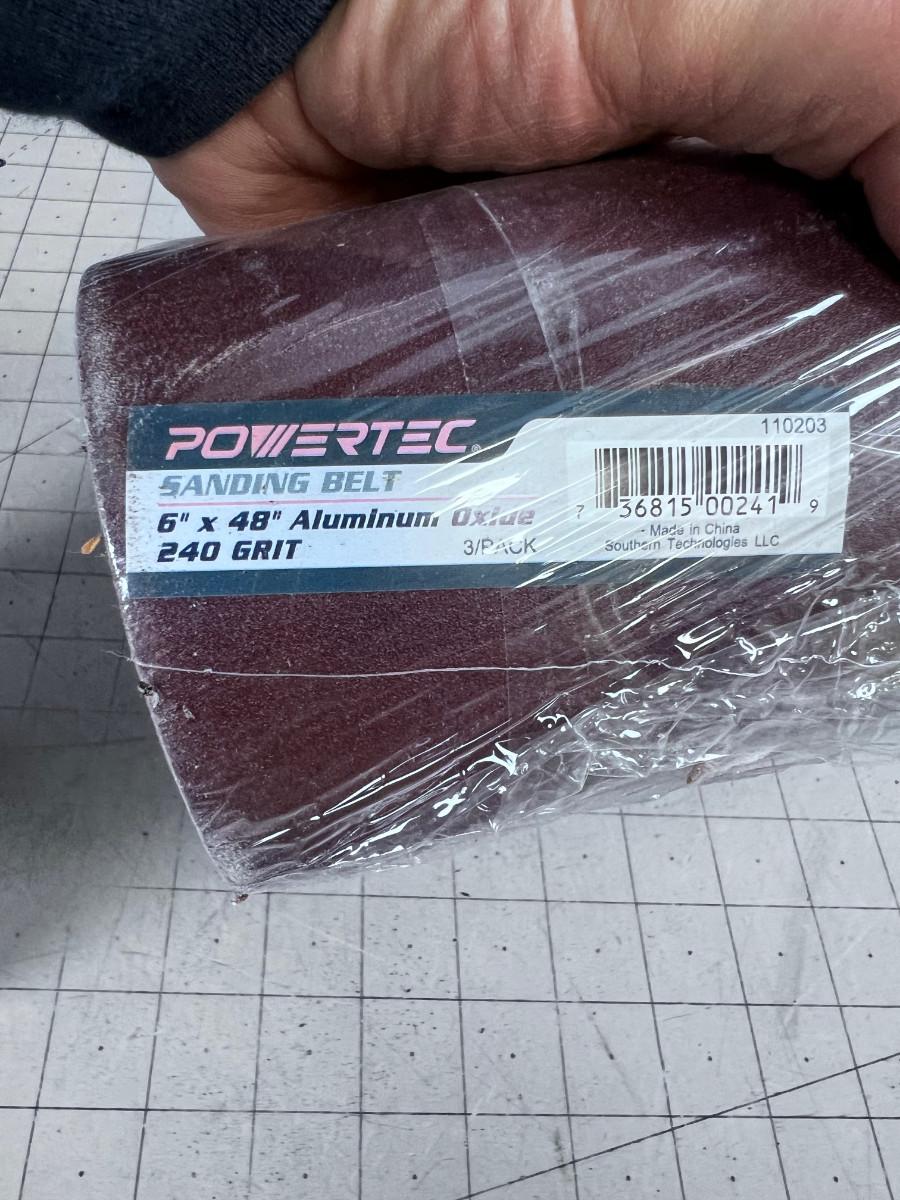 POWERTEC®
SANDING BELT
6" x 48" Aluminum Oxide
240 GRIT
3/PACK
110203
7 36815 00241 9
- Made in China
Southern Technologies LLC